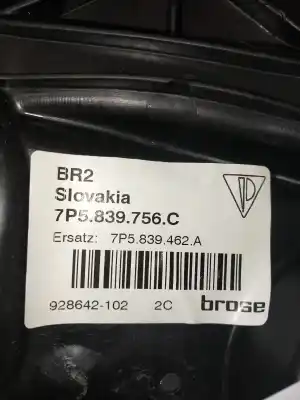 BR2
Slovakia
7P5.839.756.C
Ersatz: 7P5.839.462.A
928642-102 2C brose